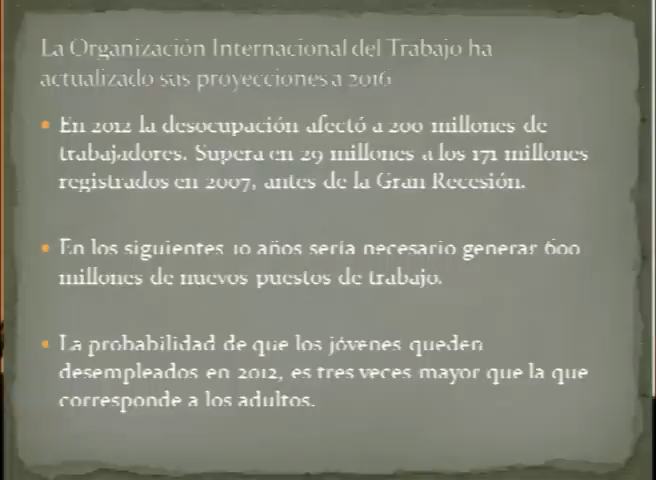 La Organización Internacional del Trabajo ha
actualizado sus proyecciones a 2016
• En 2012 la desocupación afectó a 200 millones de
trabajadores. Supera en 29 millones a los 171 millones
registrados en 2007, antes de la Gran Recesión.
• En los siguientes 10 años sería necesario generar 600
millones de nuevos puestos de trabajo.
• La probabilidad de que los jóvenes queden
desempleados en 2012, es tres veces mayor que la que
corresponde a los adultos.